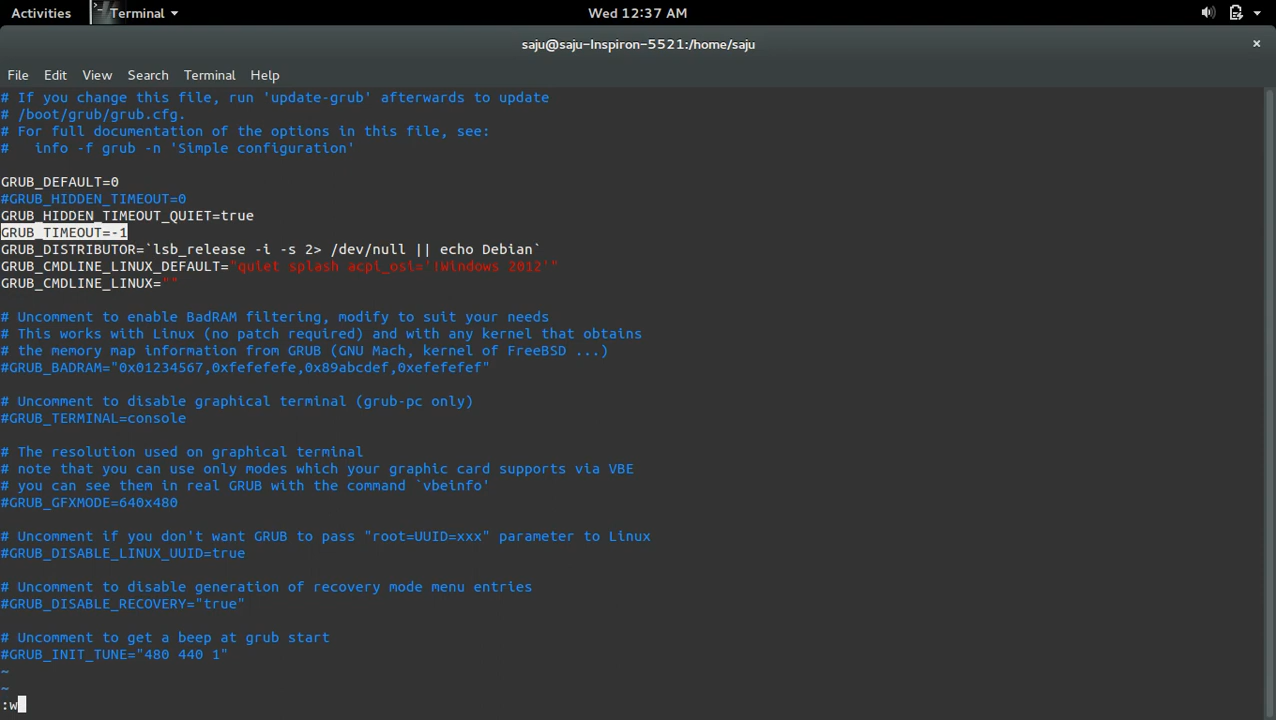 Activities Terminal Wed 12:37 AM
saju@saju-Inspiron-5521:/home/saju ×
File Edit View Search Terminal Help
# If you change this file, run 'update-grub' afterwards to update
# /boot/grub/grub.cfg.
# For full documentation of the options in this file, see:
#   info -f grub -n 'Simple configuration'
GRUB_DEFAULT=0
#GRUB_HIDDEN_TIMEOUT=0
GRUB_HIDDEN_TIMEOUT_QUIET=true
GRUB_TIMEOUT=-1
GRUB_DISTRIBUTOR=`lsb_release -i -s 2> /dev/null || echo Debian`
GRUB_CMDLINE_LINUX_DEFAULT="quiet splash acpi_osi='!Windows 2012'"
GRUB_CMDLINE_LINUX=""
# Uncomment to enable BadRAM filtering, modify to suit your needs
# This works with Linux (no patch required) and with any kernel that obtains
# the memory map information from GRUB (GNU Mach, kernel of FreeBSD ...)
#GRUB_BADRAM="0x01234567,0xfefefefe,0x89abcdef,0xefefefef"
# Uncomment to disable graphical terminal (grub-pc only)
#GRUB_TERMINAL=console
# The resolution used on graphical terminal
# note that you can use only modes which your graphic card supports via VBE
# you can see them in real GRUB with the command `vbeinfo'
#GRUB_GFXMODE=640x480
# Uncomment if you don't want GRUB to pass "root=UUID=xxx" parameter to Linux
#GRUB_DISABLE_LINUX_UUID=true
# Uncomment to disable generation of recovery mode menu entries
#GRUB_DISABLE_RECOVERY="true"
# Uncomment to get a beep at grub start
#GRUB_INIT_TUNE="480 440 1"
~
~
:w